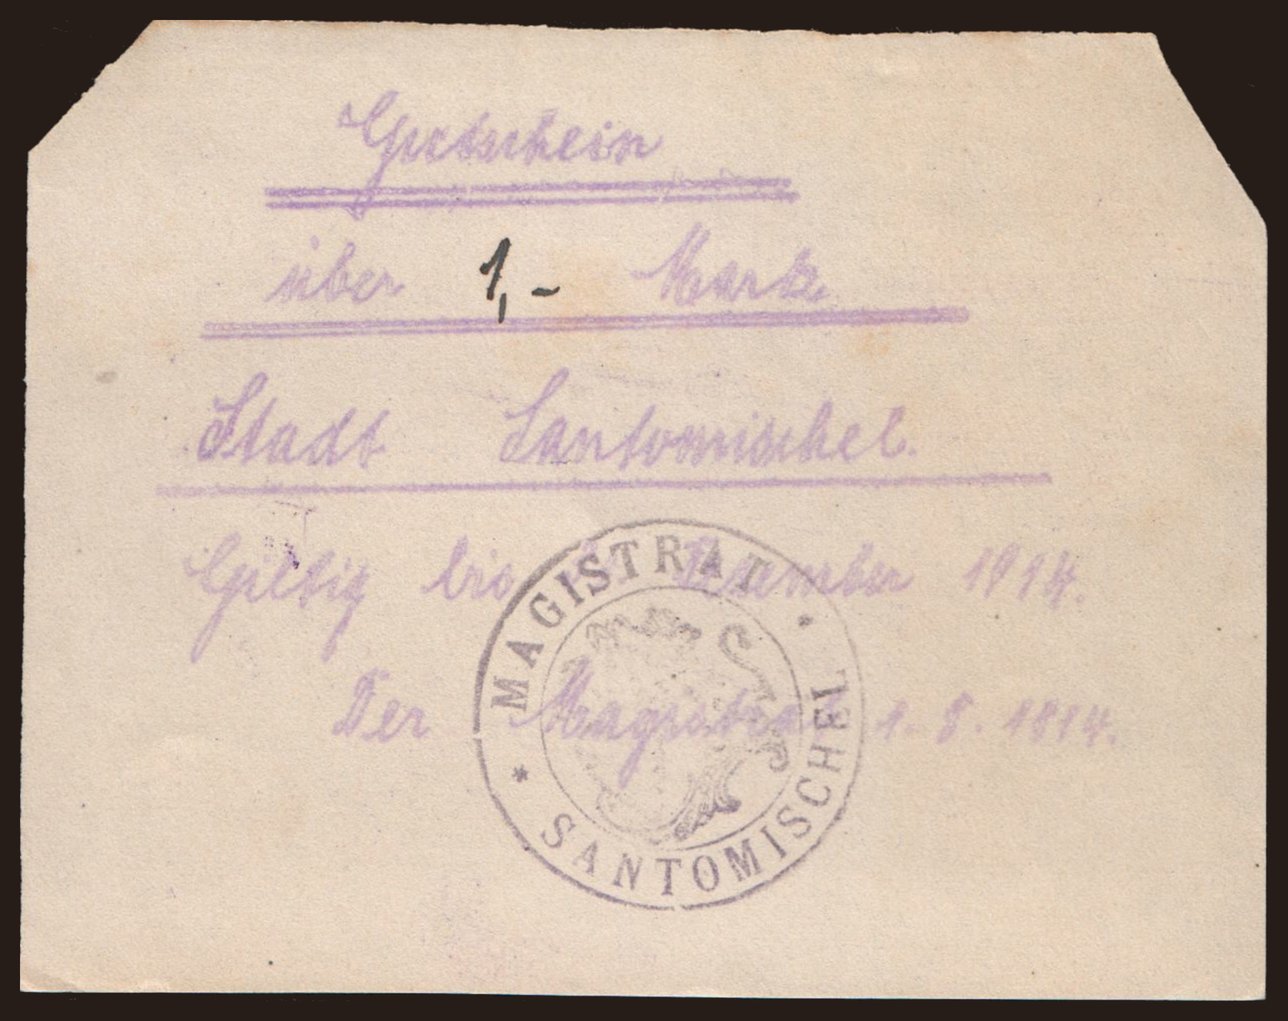 Gutschein
über 1,- Mark
Stadt Santomischel.
Gültig bis Dezember 1914.
Der Magistrat 1.8.1914.
MAGISTRAT
* SANTOMISCHEL